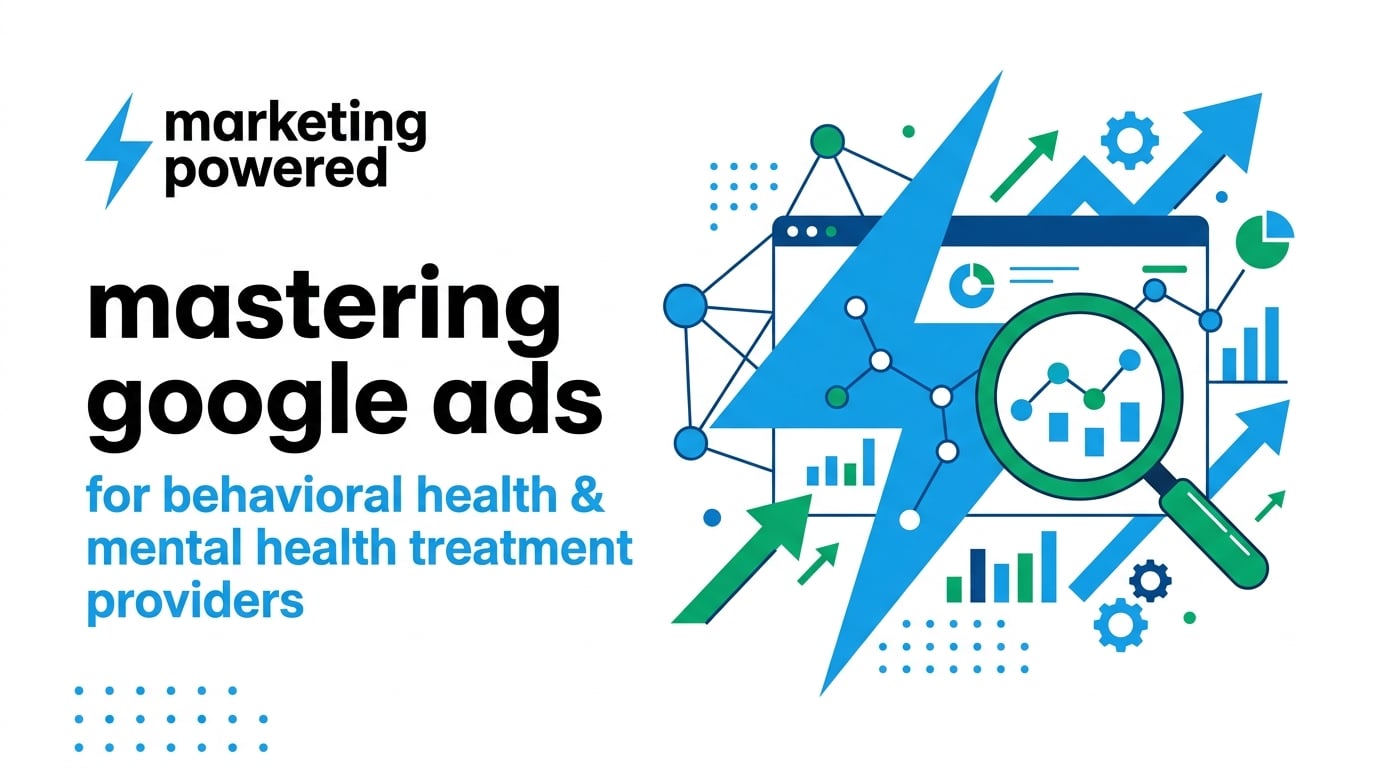 marketing
powered
mastering
google ads
for behavioral health &
mental health treatment
providers